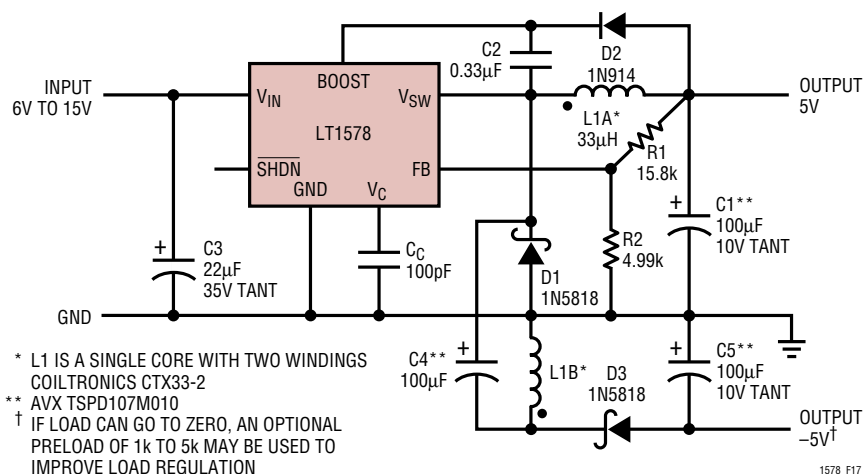 INPUT
6V TO 15V
BOOST
V_IN
V_SW
LT1578
SHDN
FB
GND
V_C
C2
0.33μF
D2
1N914
L1A*
33μH
OUTPUT
5V
R1
15.8k
+
C1**
100μF
10V TANT
+
C3
22μF
35V TANT
C_C
100pF
D1
1N5818
R2
4.99k
GND
+
C4**
100μF
L1B*
D3
1N5818
+
C5**
100μF
10V TANT
OUTPUT
–5V†
* L1 IS A SINGLE CORE WITH TWO WINDINGS
COILTRONICS CTX33-2
** AVX TSPD107M010
† IF LOAD CAN GO TO ZERO, AN OPTIONAL
PRELOAD OF 1k TO 5k MAY BE USED TO
IMPROVE LOAD REGULATION
1578 F17